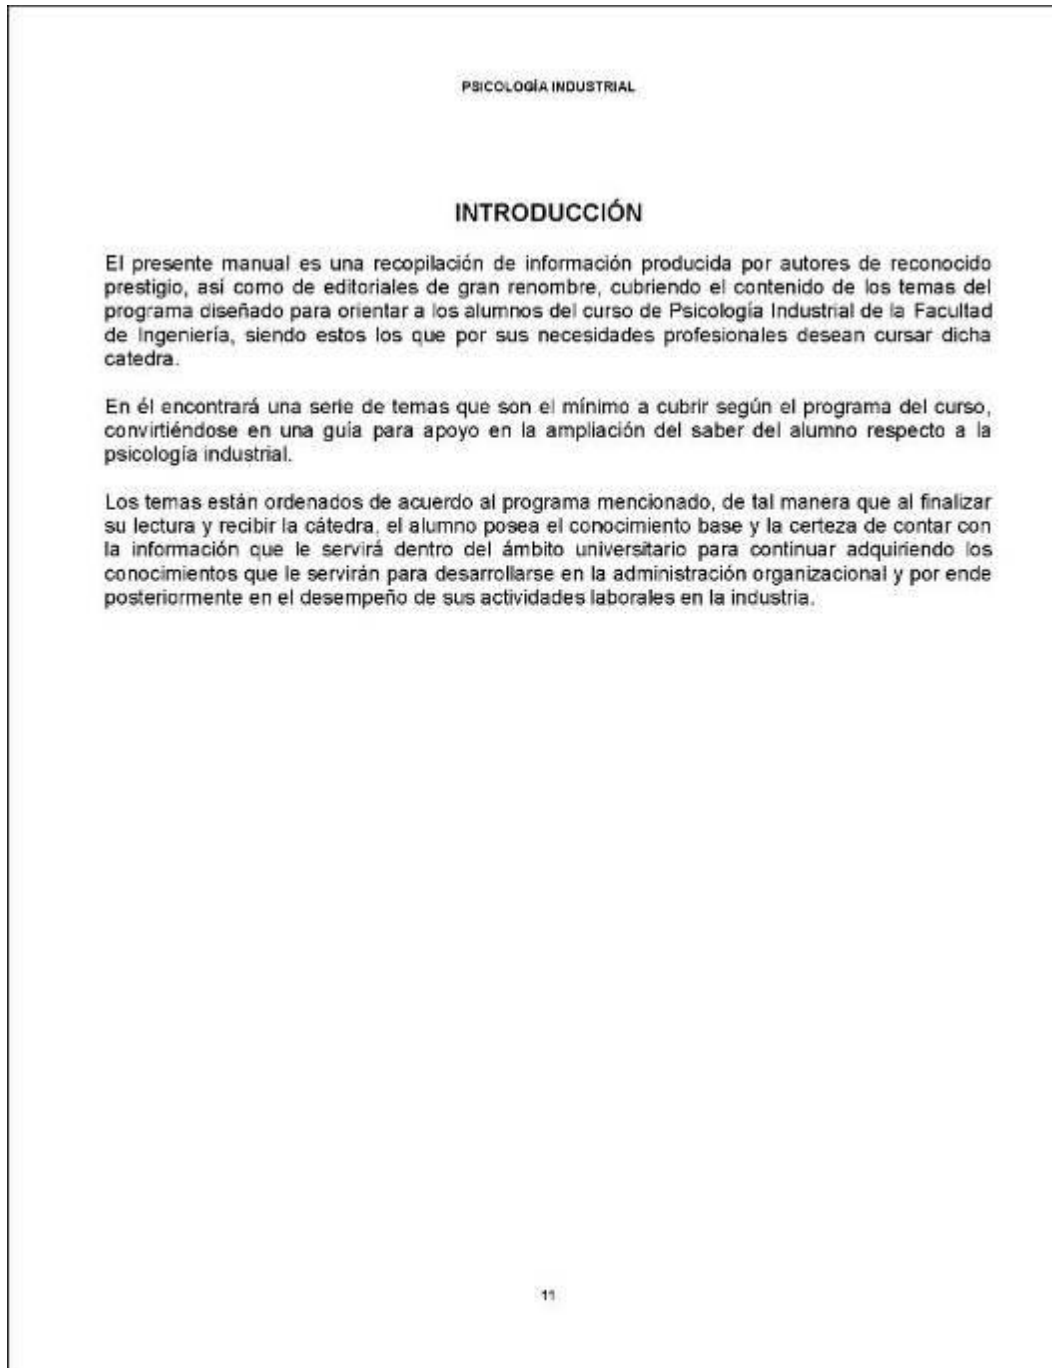 PSICOLOGÍA INDUSTRIAL
INTRODUCCIÓN
El presente manual es una recopilación de información producida por autores de reconocido
prestigio, así como de editoriales de gran renombre, cubriendo el contenido de los temas del
programa diseñado para orientar a los alumnos del curso de Psicología Industrial de la Facultad
de Ingeniería, siendo estos los que por sus necesidades profesionales desean cursar dicha
catedra.
En él encontrará una serie de temas que son el mínimo a cubrir según el programa del curso,
convirtiéndose en una guía para apoyo en la ampliación del saber del alumno respecto a la
psicología industrial.
Los temas están ordenados de acuerdo al programa mencionado, de tal manera que al finalizar
su lectura y recibir la cátedra, el alumno posea el conocimiento base y la certeza de contar con
la información que le servirá dentro del ámbito universitario para continuar adquiriendo los
conocimientos que le servirán para desarrollarse en la administración organizacional y por ende
posteriormente en el desempeño de sus actividades laborales en la industria.
11